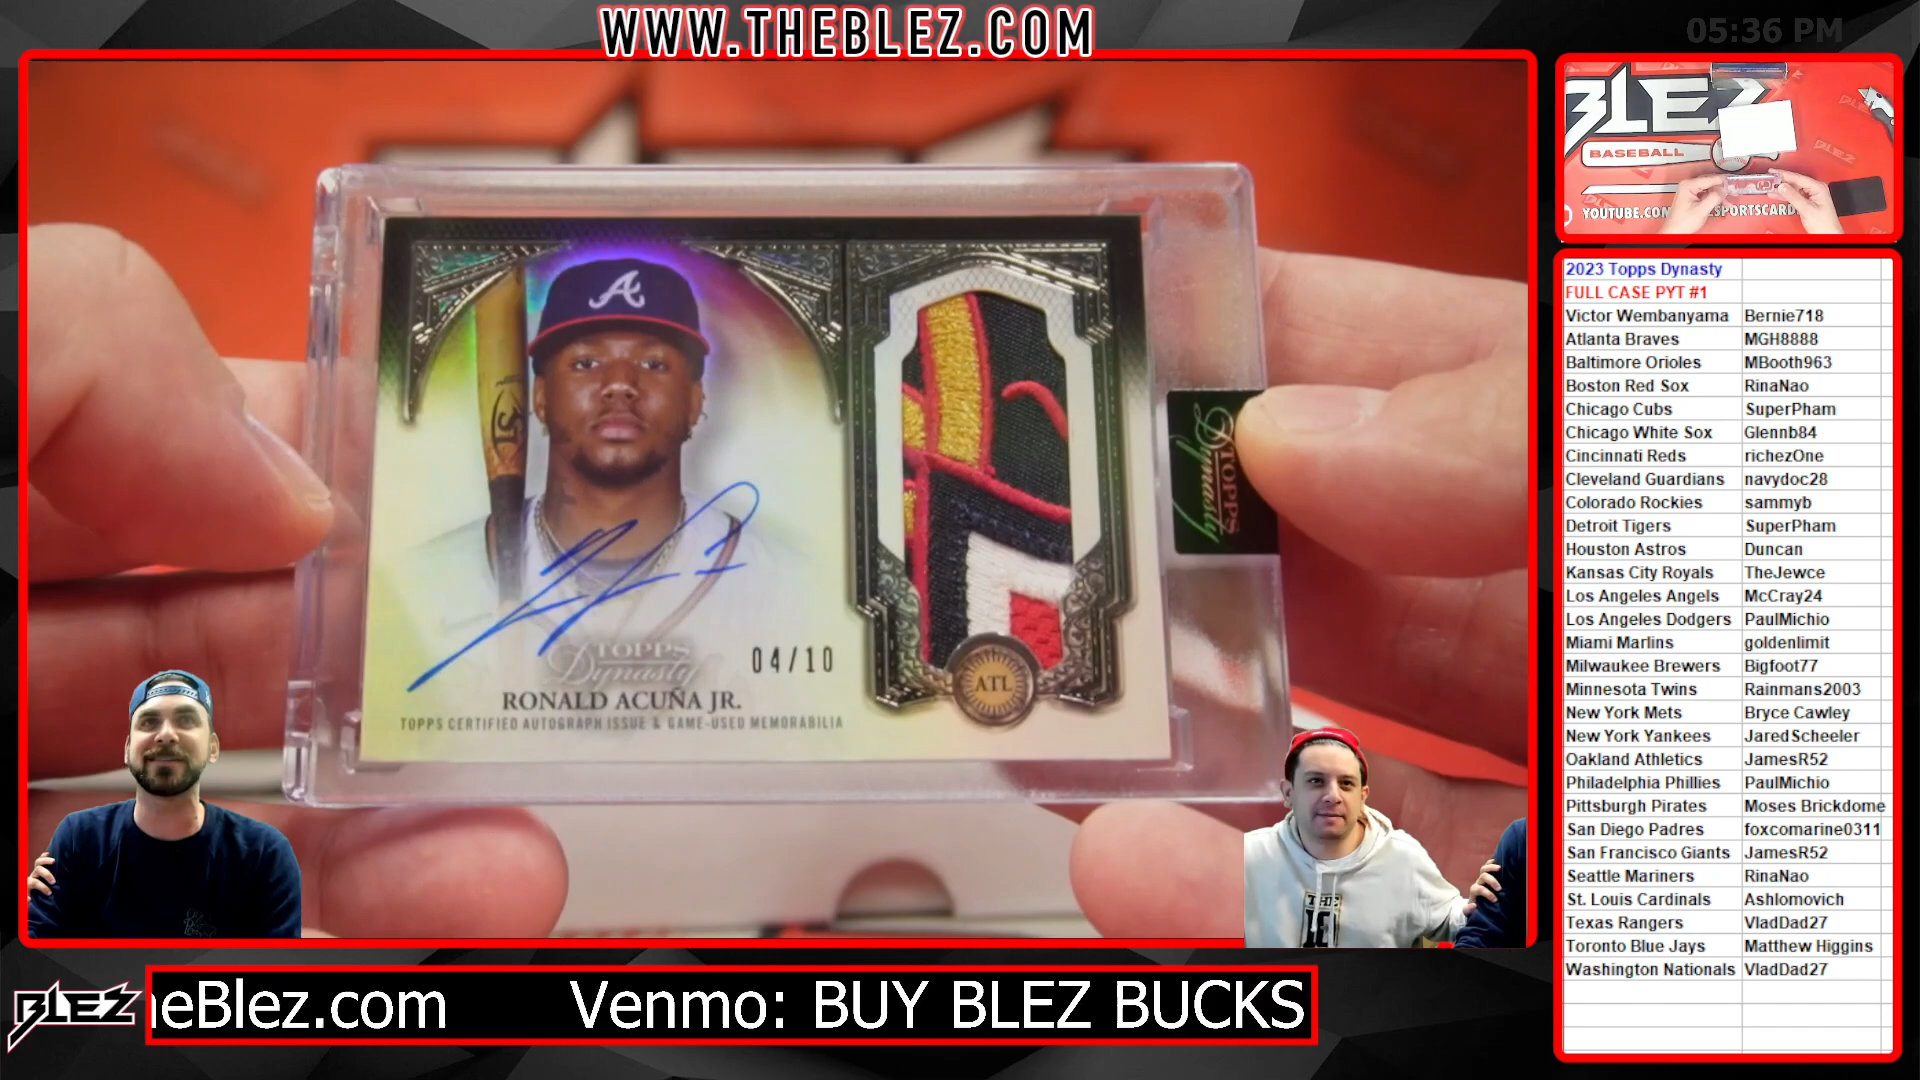 WWW.THEBLEZ.COM
05:36 PM
BLEZ
BASEBALL
BLEZ
YOUTUBE.COM
SPORTSCARD
A
TOPPS
Dynasty
04/10
RONALD ACUÑA JR.
TOPPS CERTIFIED AUTOGRAPH ISSUE & GAME-USED MEMORABILIA
ATL
TOPPS
Dynasty
2023 Topps Dynasty
FULL CASE PYT #1
Victor Wembanyama Bernie718
Atlanta Braves MGH8888
Baltimore Orioles MBooth963
Boston Red Sox RinaNao
Chicago Cubs SuperPham
Chicago White Sox Glennb84
Cincinnati Reds richezOne
Cleveland Guardians navydoc28
Colorado Rockies sammyb
Detroit Tigers SuperPham
Houston Astros Duncan
Kansas City Royals TheJewce
Los Angeles Angels McCray24
Los Angeles Dodgers PaulMichio
Miami Marlins goldenlimit
Milwaukee Brewers Bigfoot77
Minnesota Twins Rainmans2003
New York Mets Bryce Cawley
New York Yankees Jared Scheeler
Oakland Athletics JamesR52
Philadelphia Phillies PaulMichio
Pittsburgh Pirates Moses Brickdome
San Diego Padres foxcomarine0311
San Francisco Giants JamesR52
Seattle Mariners RinaNao
St. Louis Cardinals Ashlomovich
Texas Rangers VladDad27
Toronto Blue Jays Matthew Higgins
Washington Nationals VladDad27
THE
BLEZ
heBlez.com Venmo: BUY BLEZ BUCKS